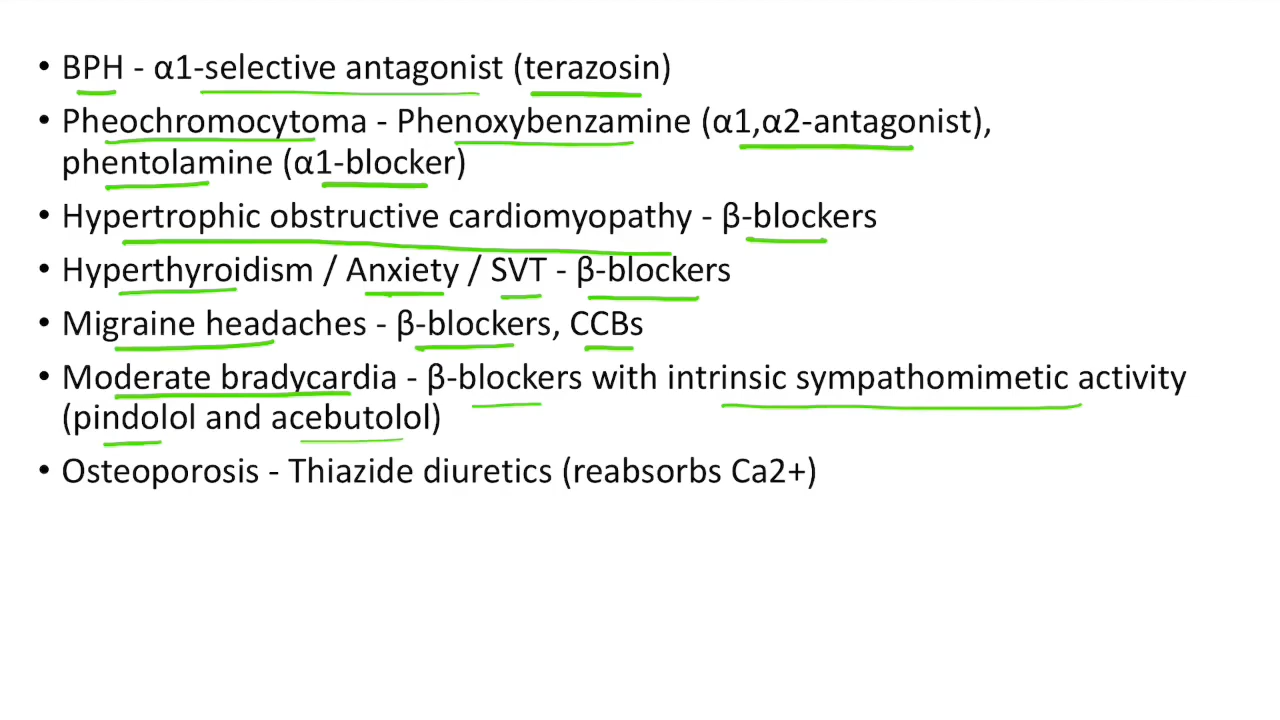 • BPH - α1-selective antagonist (terazosin)
• Pheochromocytoma - Phenoxybenzamine (α1,α2-antagonist),
phentolamine (α1-blocker)
• Hypertrophic obstructive cardiomyopathy - β-blockers
• Hyperthyroidism / Anxiety / SVT - β-blockers
• Migraine headaches - β-blockers, CCBs
• Moderate bradycardia - β-blockers with intrinsic sympathomimetic activity
(pindolol and acebutolol)
• Osteoporosis - Thiazide diuretics (reabsorbs Ca2+)